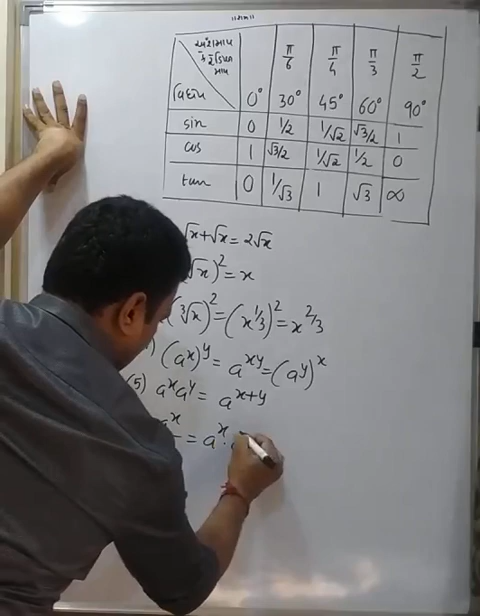 π/6 π/4 π/3 π/2
0° 30° 45° 60° 90°
sin 0 1/2 1/√2 √3/2 1
cos 1 √3/2 1/√2 1/2 0
tan 0 1/√3 1 √3 ∞
√x+√x = 2√x
√x)² = x
(∛x)² = (x^1/3)² = x^2/3
) (a^x)^y = a^xy = (a^y)^x
(5) a^x a^y = a^x+y
a^x = a^x .